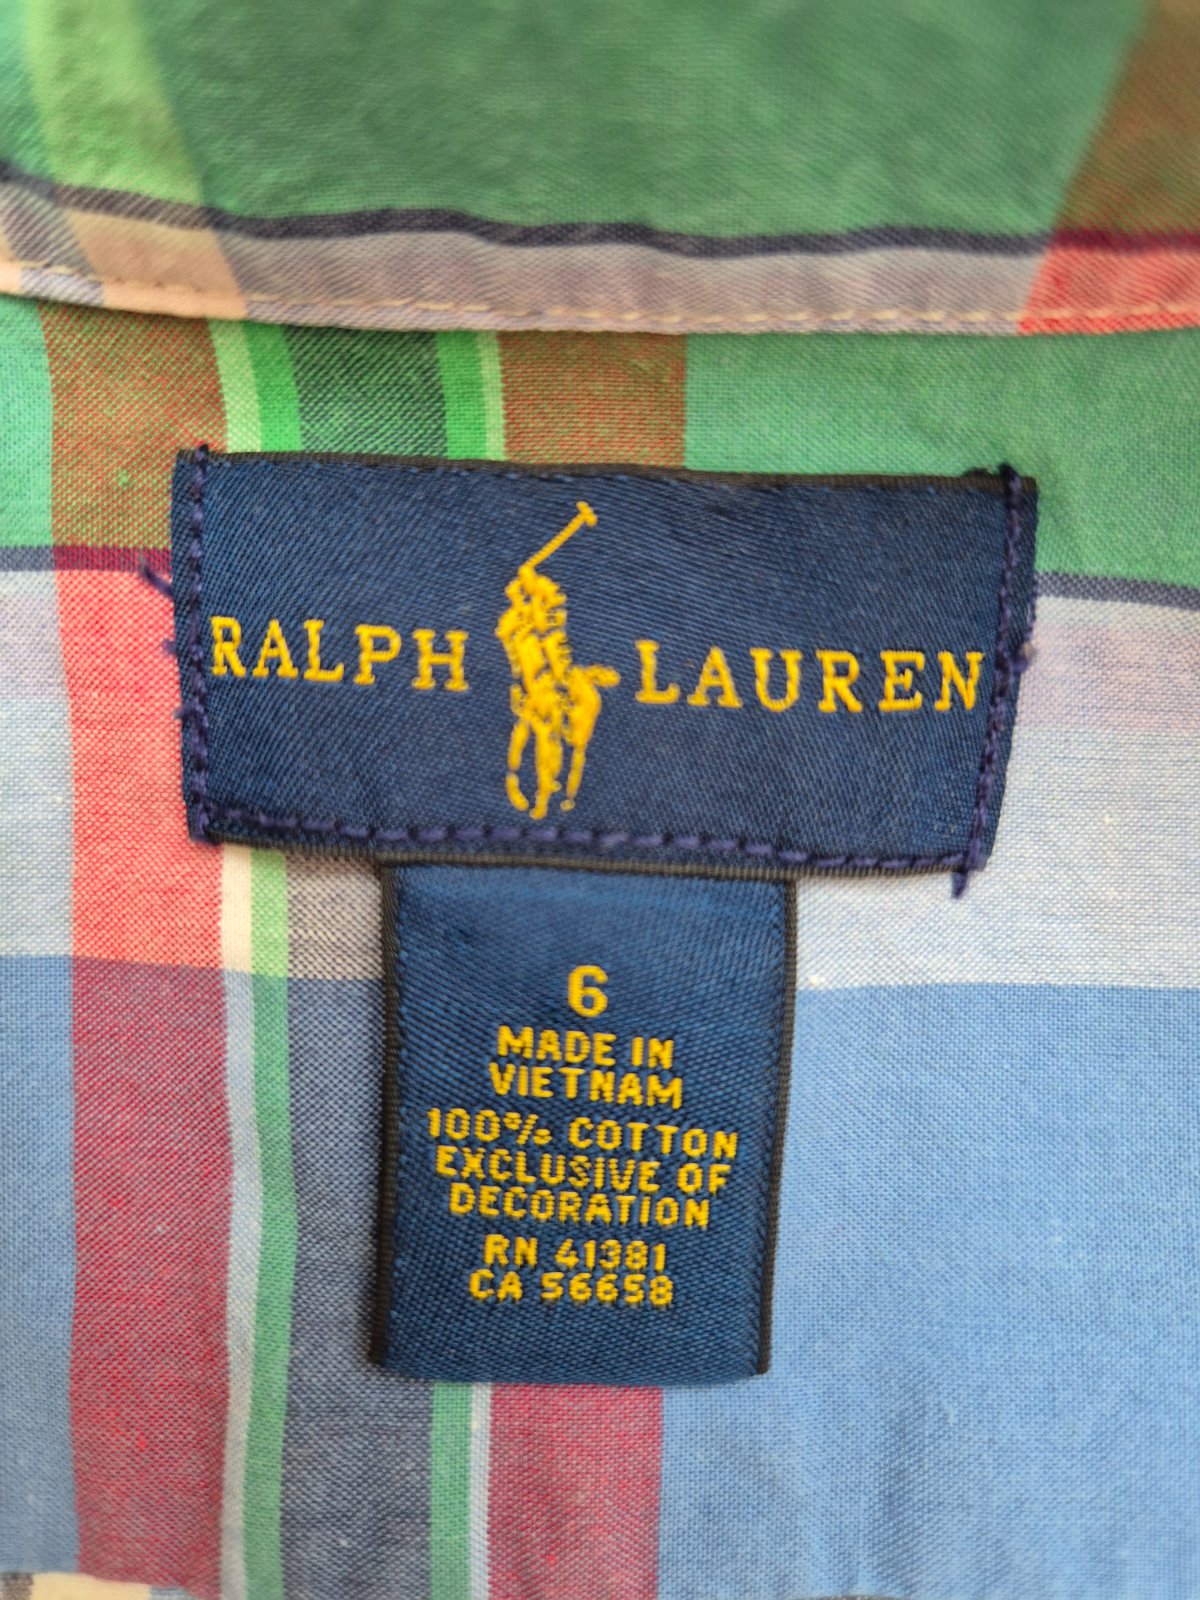 RALPH LAUREN
6
MADE IN
VIETNAM
100% COTTON
EXCLUSIVE OF
DECORATION
RN 41381
CA 56658